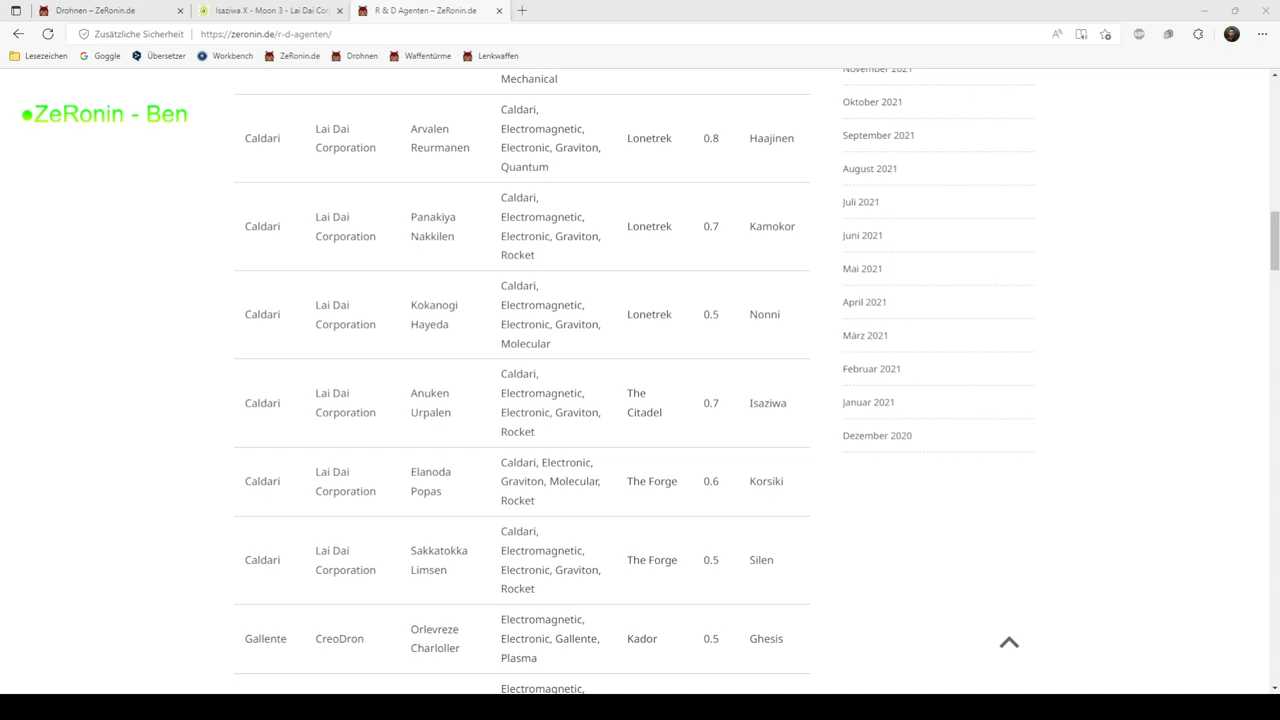 Drohnen – ZeRonin.de
Isaziwa X - Moon 3 - Lai Dai Cor
R & D Agenten – ZeRonin.de
Zusätzliche Sicherheit
https://zeronin.de/r-d-agenten/
Lesezeichen
Goggle
Übersetzer
Workbench
ZeRonin.de
Drohnen
Waffentürme
Lenkwaffen
ZeRonin - Ben
Mechanical
Caldari
Lai Dai
Corporation
Arvalen
Reurmanen
Caldari,
Electromagnetic,
Electronic, Graviton,
Quantum
Lonetrek
0.8
Haajinen
Caldari
Lai Dai
Corporation
Panakiya
Nakkilen
Caldari,
Electromagnetic,
Electronic, Graviton,
Rocket
Lonetrek
0.7
Kamokor
Caldari
Lai Dai
Corporation
Kokanogi
Hayeda
Caldari,
Electromagnetic,
Electronic, Graviton,
Molecular
Lonetrek
0.5
Nonni
Caldari
Lai Dai
Corporation
Anuken
Urpalen
Caldari,
Electromagnetic,
Electronic, Graviton,
Rocket
The
Citadel
0.7
Isaziwa
Caldari
Lai Dai
Corporation
Elanoda
Popas
Caldari, Electronic,
Graviton, Molecular,
Rocket
The Forge
0.6
Korsiki
Caldari
Lai Dai
Corporation
Sakkatokka
Limsen
Caldari,
Electromagnetic,
Electronic, Graviton,
Rocket
The Forge
0.5
Silen
Gallente
CreoDron
Orlevreze
Charloller
Electromagnetic,
Electronic, Gallente,
Plasma
Kador
0.5
Ghesis
Electromagnetic,
November 2021
Oktober 2021
September 2021
August 2021
Juli 2021
Juni 2021
Mai 2021
April 2021
März 2021
Februar 2021
Januar 2021
Dezember 2020